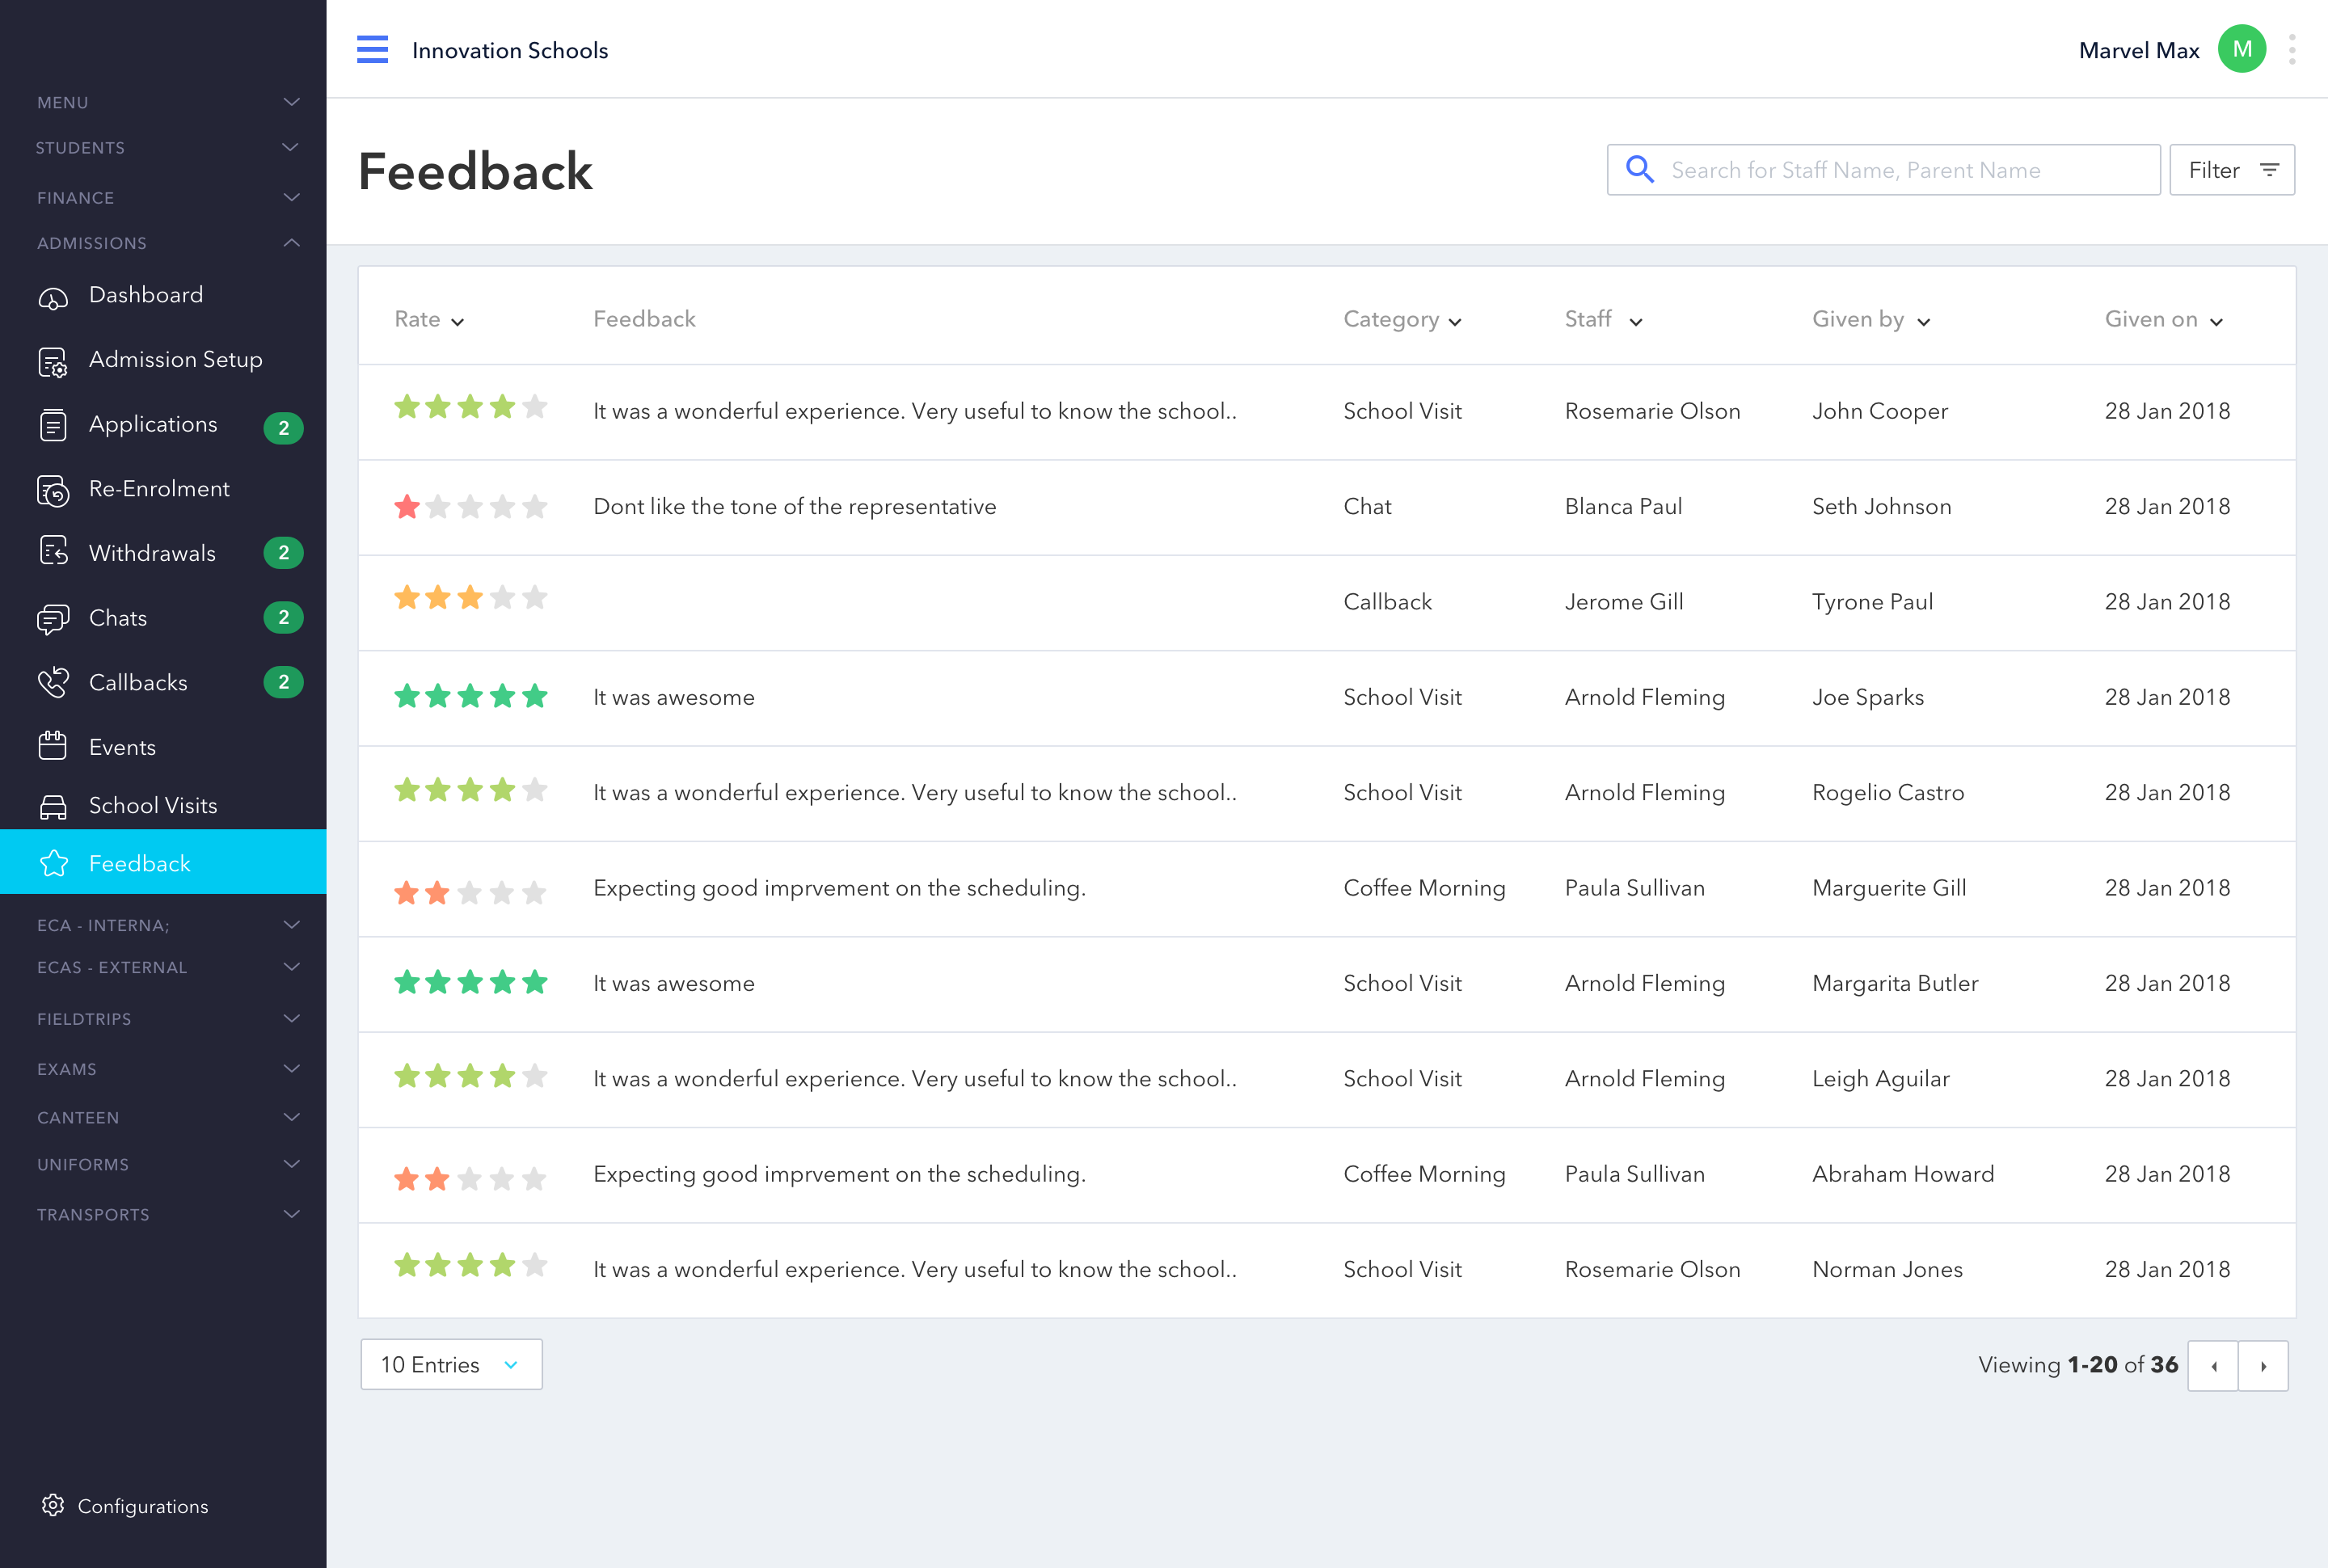 Innovation Schools
Marvel Max M
MENU
STUDENTS
FINANCE
ADMISSIONS
Dashboard
Admission Setup
Applications 2
Re-Enrolment
Withdrawals 2
Chats 2
Callbacks 2
Events
School Visits
Feedback
ECA - INTERNA;
ECAS - EXTERNAL
FIELDTRIPS
EXAMS
CANTEEN
UNIFORMS
TRANSPORTS
Configurations
Feedback
Search for Staff Name, Parent Name
Filter
Rate Feedback Category Staff Given by Given on
It was a wonderful experience. Very useful to know the school.. School Visit Rosemarie Olson John Cooper 28 Jan 2018
Dont like the tone of the representative Chat Blanca Paul Seth Johnson 28 Jan 2018
Callback Jerome Gill Tyrone Paul 28 Jan 2018
It was awesome School Visit Arnold Fleming Joe Sparks 28 Jan 2018
It was a wonderful experience. Very useful to know the school.. School Visit Arnold Fleming Rogelio Castro 28 Jan 2018
Expecting good imprvement on the scheduling. Coffee Morning Paula Sullivan Marguerite Gill 28 Jan 2018
It was awesome School Visit Arnold Fleming Margarita Butler 28 Jan 2018
It was a wonderful experience. Very useful to know the school.. School Visit Arnold Fleming Leigh Aguilar 28 Jan 2018
Expecting good imprvement on the scheduling. Coffee Morning Paula Sullivan Abraham Howard 28 Jan 2018
It was a wonderful experience. Very useful to know the school.. School Visit Rosemarie Olson Norman Jones 28 Jan 2018
10 Entries
Viewing 1-20 of 36